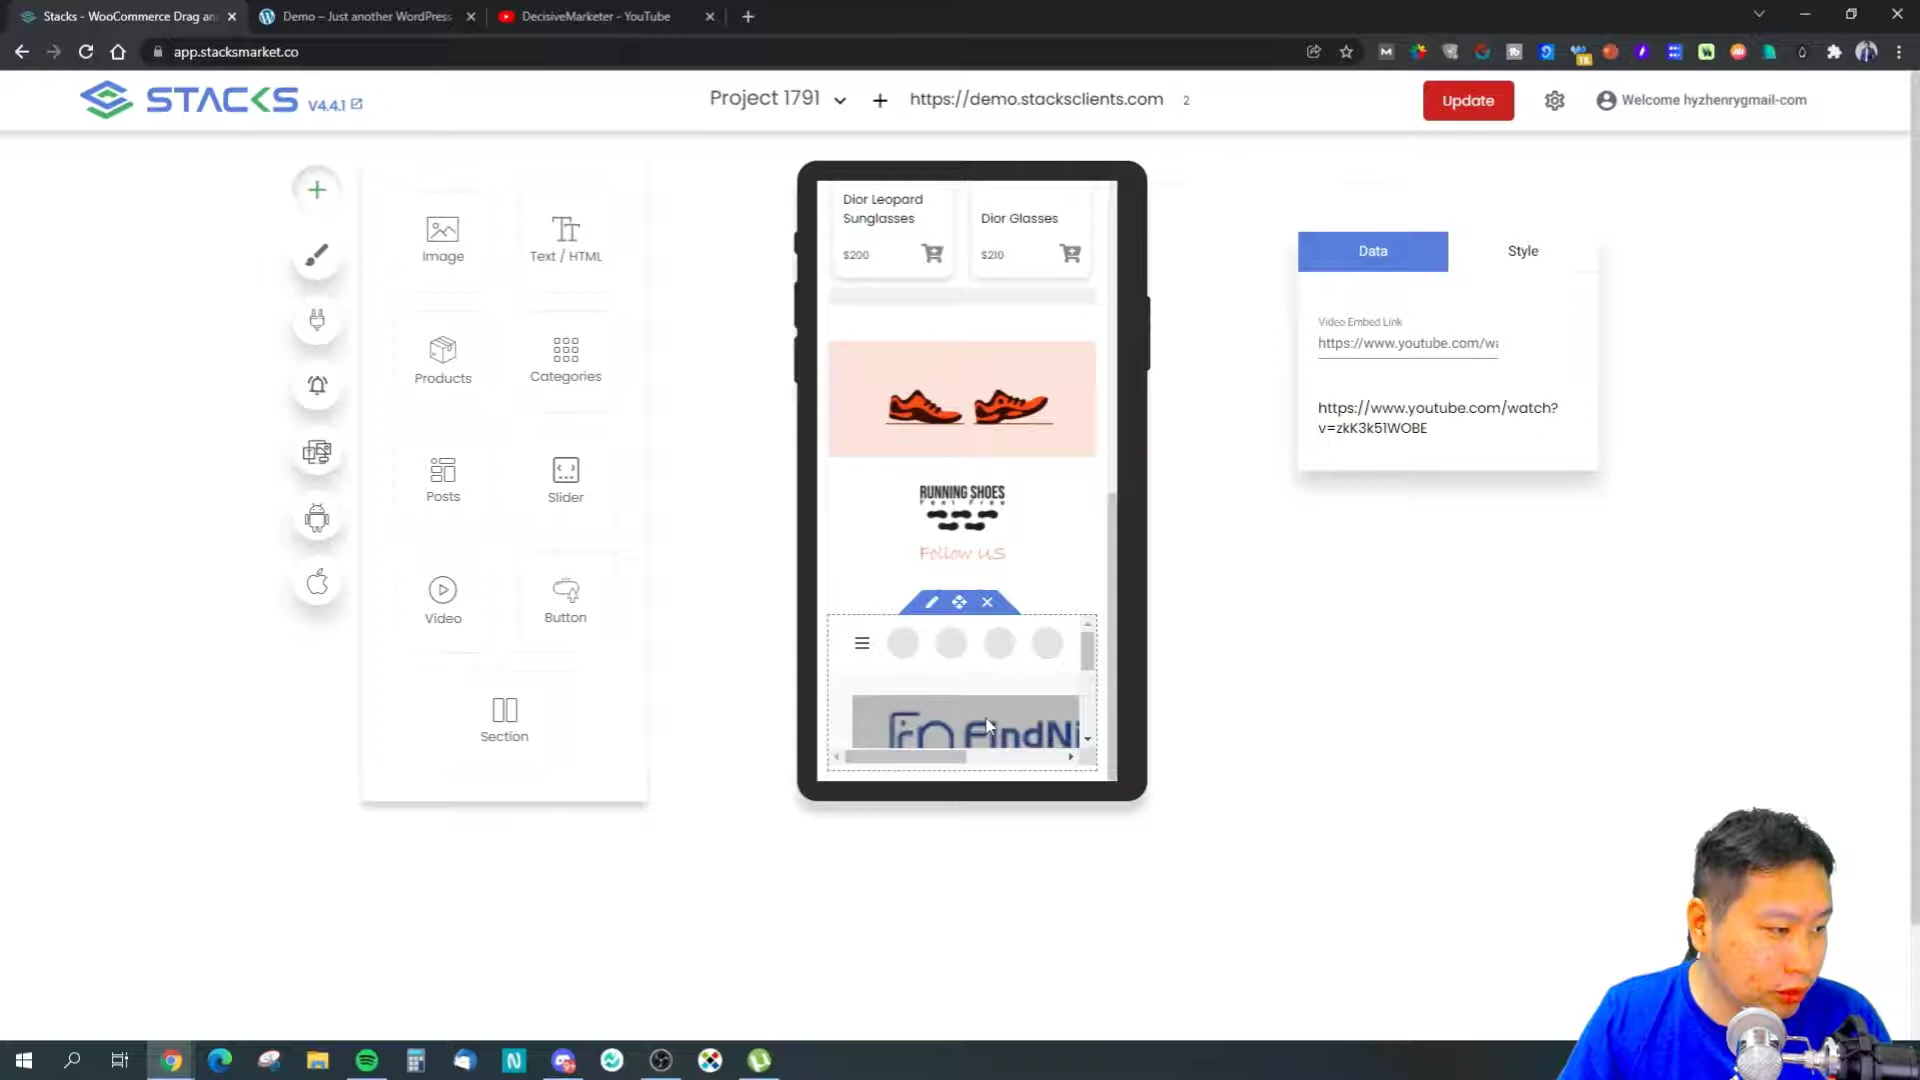 Stacks - WooCommerce Drag an
Demo – Just another WordPress
DecisiveMarketer - YouTube
app.stacksmarket.co
STACKS V4.4.1
Project 1791
https://demo.stacksclients.com 2
Update
Welcome hyzhenrygmail-com
Image
Text / HTML
Products
Categories
Posts
Slider
Video
Button
Section
Dior Leopard
Sunglasses
$200
Dior Glasses
$210
RUNNING SHOES
Feel Free
Follow US
FindNi
Data
Style
Video Embed Link
https://www.youtube.com/wa
https://www.youtube.com/watch?
v=zkK3k51WOBE